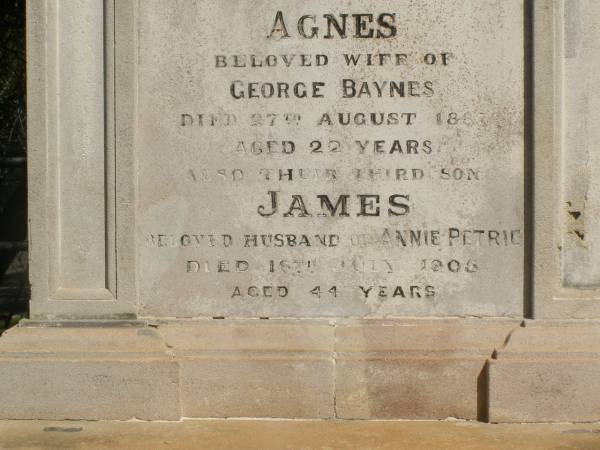 AGNES
BELOVED WIFE OF
GEORGE BAYNES
DIED 27TH AUGUST
AGED 22 YEARS
ALSO THEIR THIRD SON
JAMES
BELOVED HUSBAND OF ANNIE PETRIE
DIED 16TH JULY 1906
AGED 44 YEARS